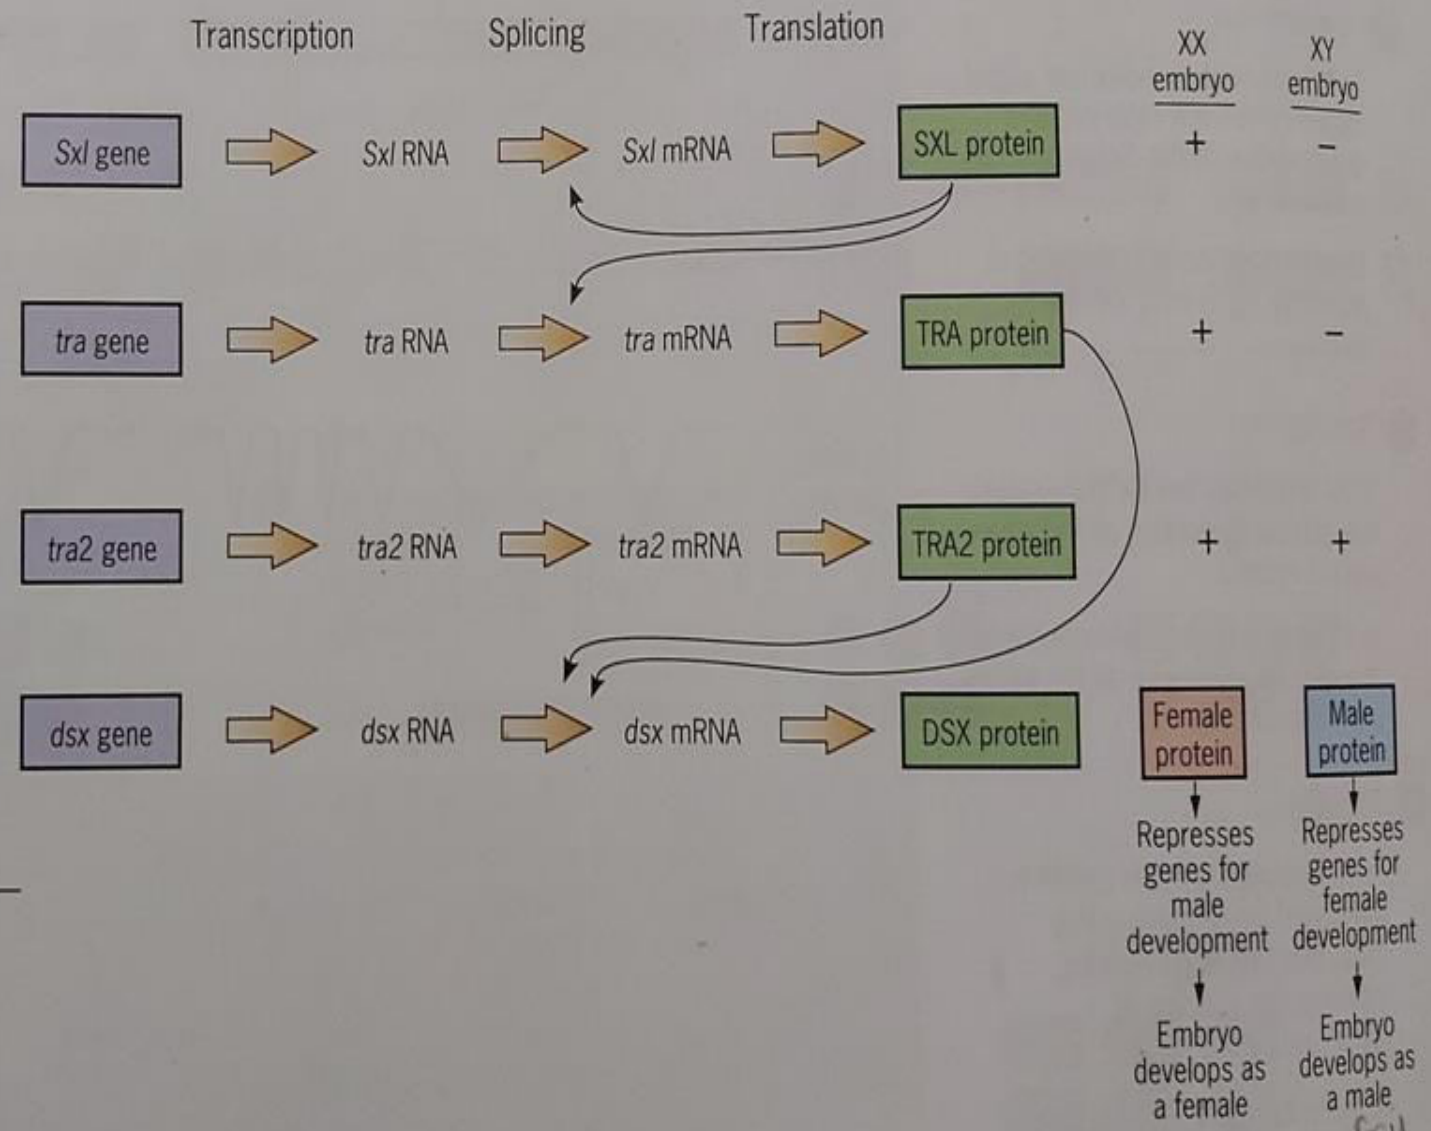 Transcription Splicing Translation
XX
embryo
XY
embryo
Sxl gene Sxl RNA Sxl mRNA SXL protein + –
tra gene tra RNA tra mRNA TRA protein + –
tra2 gene tra2 RNA tra2 mRNA TRA2 protein + +
dsx gene dsx RNA dsx mRNA DSX protein
Female
protein
Represses
genes for
male
development
Embryo
develops as
a female
Male
protein
Represses
genes for
female
development
Embryo
develops as
a male